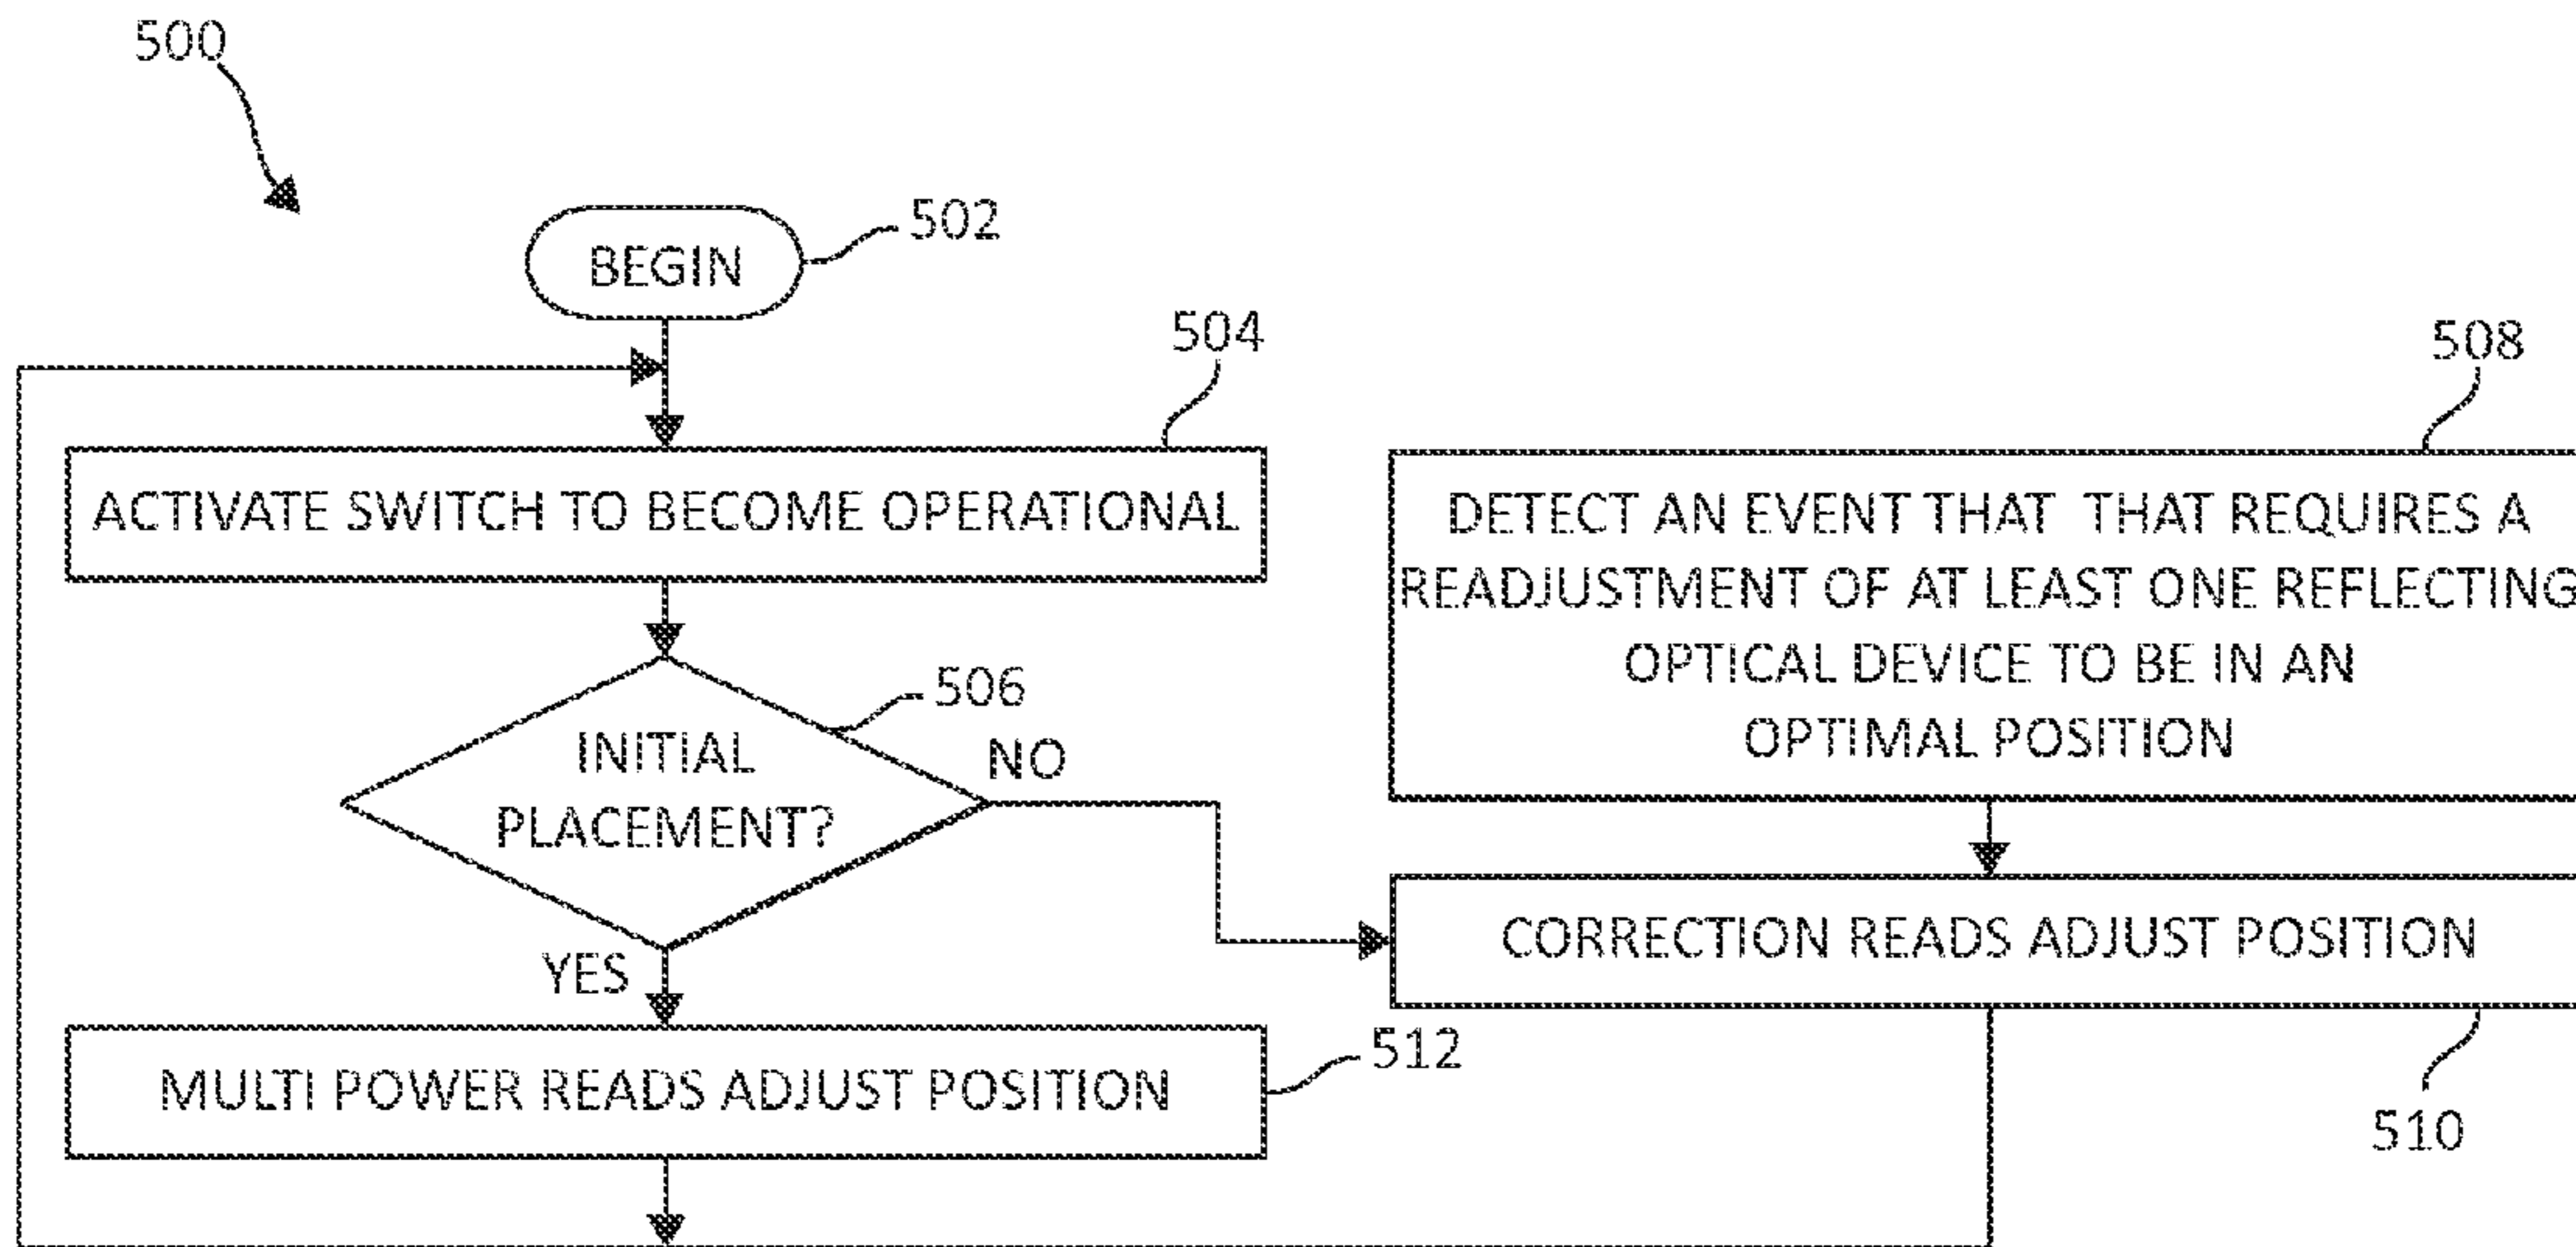 500
BEGIN
502
504
ACTIVATE SWITCH TO BECOME OPERATIONAL
506
INITIAL
PLACEMENT?
NO
YES
508
DETECT AN EVENT THAT THAT REQUIRES A
READJUSTMENT OF AT LEAST ONE REFLECTING
OPTICAL DEVICE TO BE IN AN
OPTIMAL POSITION
CORRECTION READS ADJUST POSITION
510
MULTI POWER READS ADJUST POSITION
512